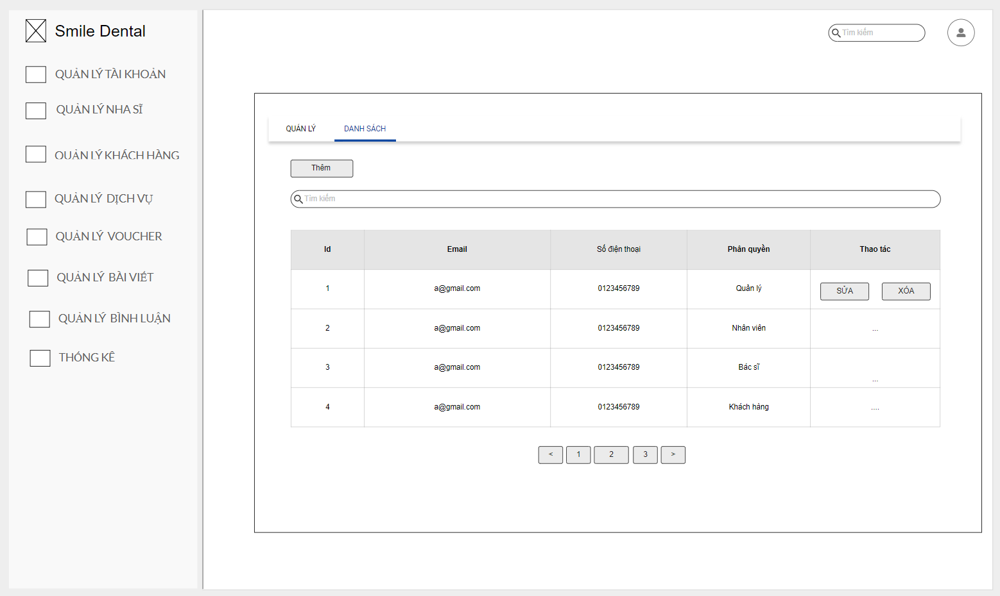 Smile Dental
QUẢN LÝ TÀI KHOẢN
QUẢN LÝ NHA SĨ
QUẢN LÝ KHÁCH HÀNG
QUẢN LÝ DỊCH VỤ
QUẢN LÝ VOUCHER
QUẢN LÝ BÀI VIẾT
QUẢN LÝ BÌNH LUẬN
THỐNG KÊ
Tìm kiếm
QUẢN LÝ DANH SÁCH
Thêm
Tìm kiếm
Id Email Số điện thoại Phân quyền Thao tác
1 a@gmail.com 0123456789 Quản lý SỬA XÓA
2 a@gmail.com 0123456789 Nhân viên ...
3 a@gmail.com 0123456789 Bác sĩ ...
4 a@gmail.com 0123456789 Khách hàng ....
< 1 2 3 >